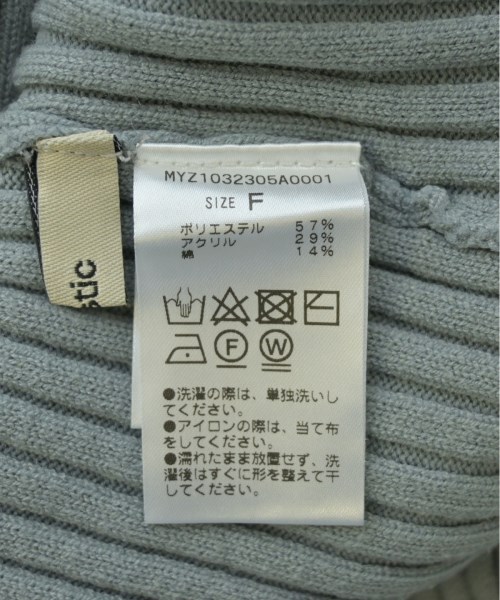 MYZ1032305A0001
SIZE F
ポリエステル 57%
アクリル 29%
綿 14%
F W
●洗濯の際は、単独洗いし
てください。
●アイロンの際は、当て布
をしてください。
●濡れたまま放置せず、洗
濯後はすぐに形を整えて干
してください。
stic